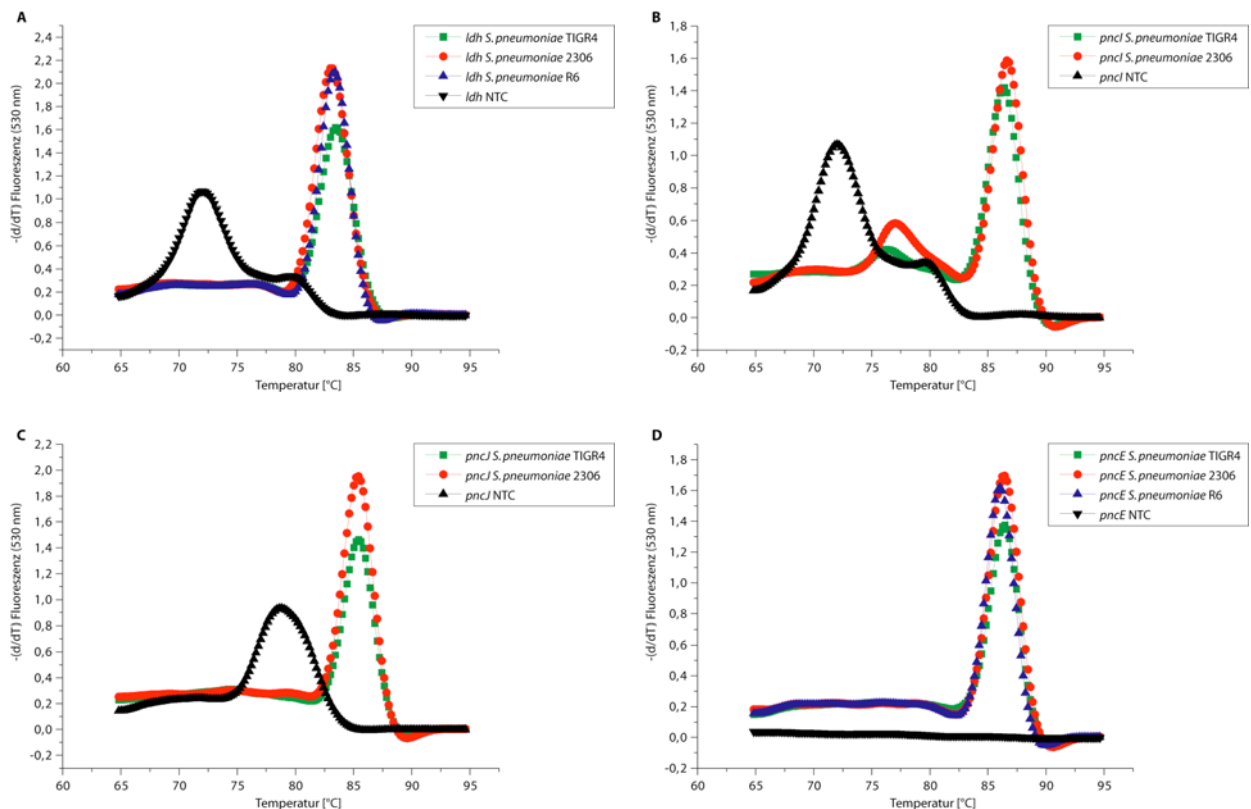 A
ldh S.pneumoniae TIGR4
ldh S.pneumoniae 2306
ldh S.pneumoniae R6
ldh NTC
-(d/dT) Fluoreszenz (530 nm)
2,4
2,2
2,0
1,8
1,6
1,4
1,2
1,0
0,8
0,6
0,4
0,2
0,0
-0,2
60 65 70 75 80 85 90 95
Temperatur [°C]
B
pncI S.pneumoniae TIGR4
pncI S.pneumoniae 2306
pncI NTC
-(d/dT) Fluoreszenz (530 nm)
1,8
1,6
1,4
1,2
1,0
0,8
0,6
0,4
0,2
0,0
-0,2
60 65 70 75 80 85 90 95
Temperatur [°C]
C
pncJ S.pneumoniae TIGR4
pncJ S.pneumoniae 2306
pncJ NTC
-(d/dT) Fluoreszenz (530 nm)
2,2
2,0
1,8
1,6
1,4
1,2
1,0
0,8
0,6
0,4
0,2
0,0
-0,2
60 65 70 75 80 85 90 95
Temperatur [°C]
D
pncE S.pneumoniae TIGR4
pncE S.pneumoniae 2306
pncE S.pneumoniae R6
pncE NTC
-(d/dT) Fluoreszenz (530 nm)
1,8
1,6
1,4
1,2
1,0
0,8
0,6
0,4
0,2
0,0
-0,2
60 65 70 75 80 85 90 95
Temperatur [°C]